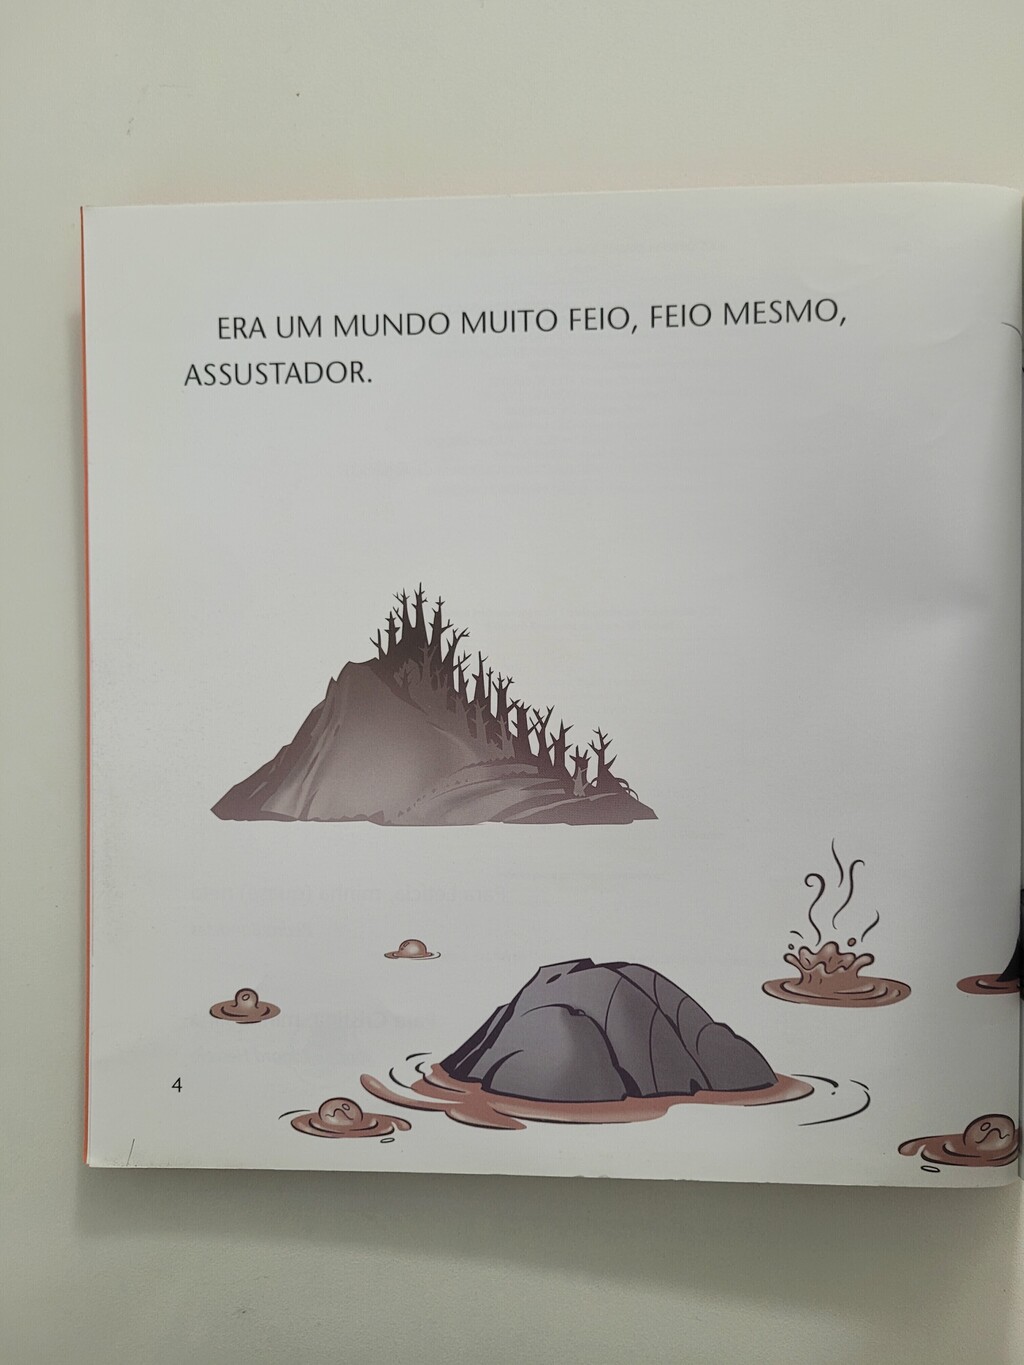 ERA UM MUNDO MUITO FEIO, FEIO MESMO,
ASSUSTADOR.
4